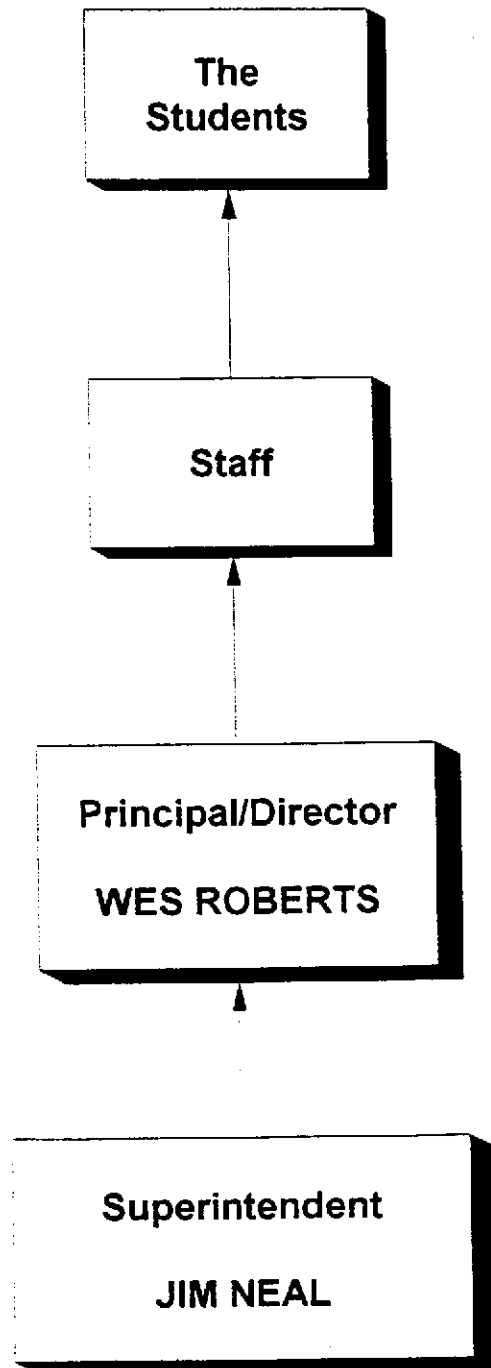 The
Students
Staff
Principal/Director
WES ROBERTS
Superintendent
JIM NEAL